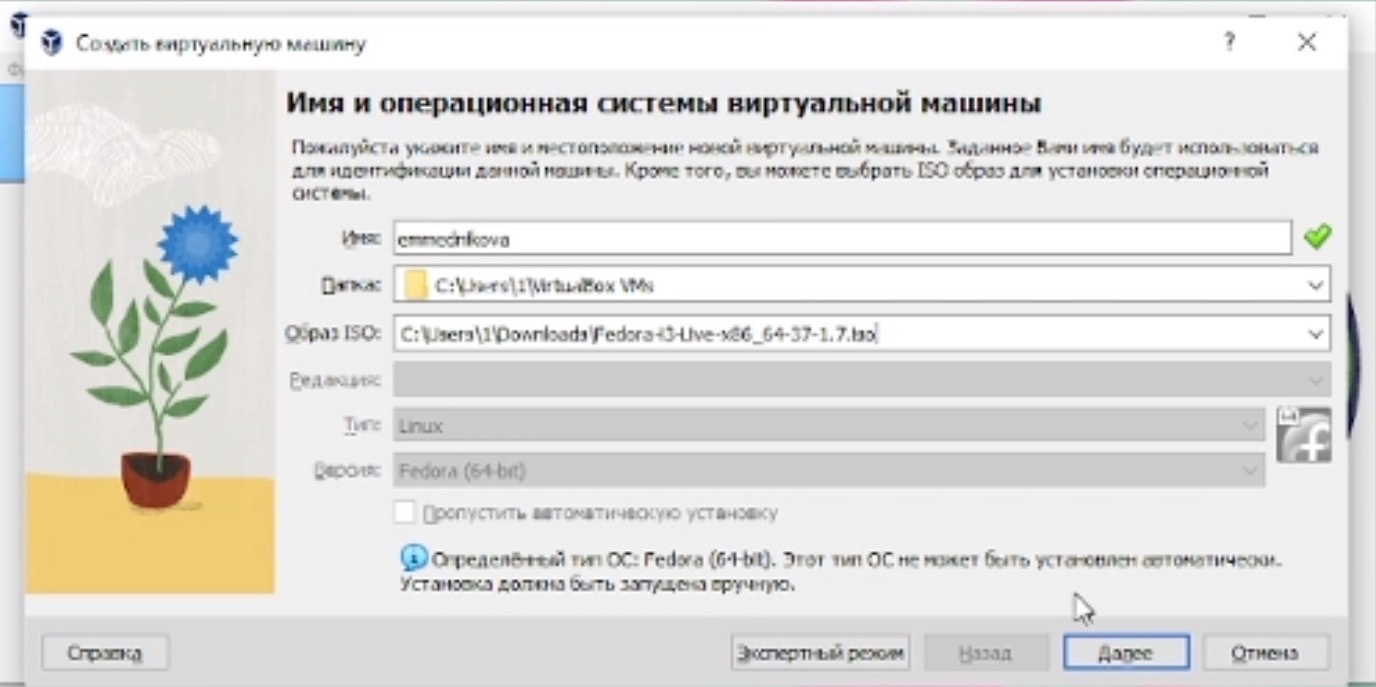 Создать виртуальную машину
?
Имя и операционная системы виртуальной машины
Пожалуйста укажите имя и местоположение новой виртуальной машины. Заданное Вами имя будет использоваться
для идентификации данной машины. Кроме того, вы можете выбрать ISO образ для установки операционной
системы.
Имя: emmednikova
Папка: C:\Users\1\VirtualBox VMs
Образ ISO: C:\Users\1\Downloads\Fedora-i3-Live-x86_64-37-1.7.iso
Редакция:
Тип: Linux
Версия: Fedora (64-bit)
Пропустить автоматическую установку
Определённый тип ОС: Fedora (64-bit). Этот тип ОС не может быть установлен автоматически.
Установка должна быть запущена вручную.
Справка Экспертный режим Назад Далее Отмена